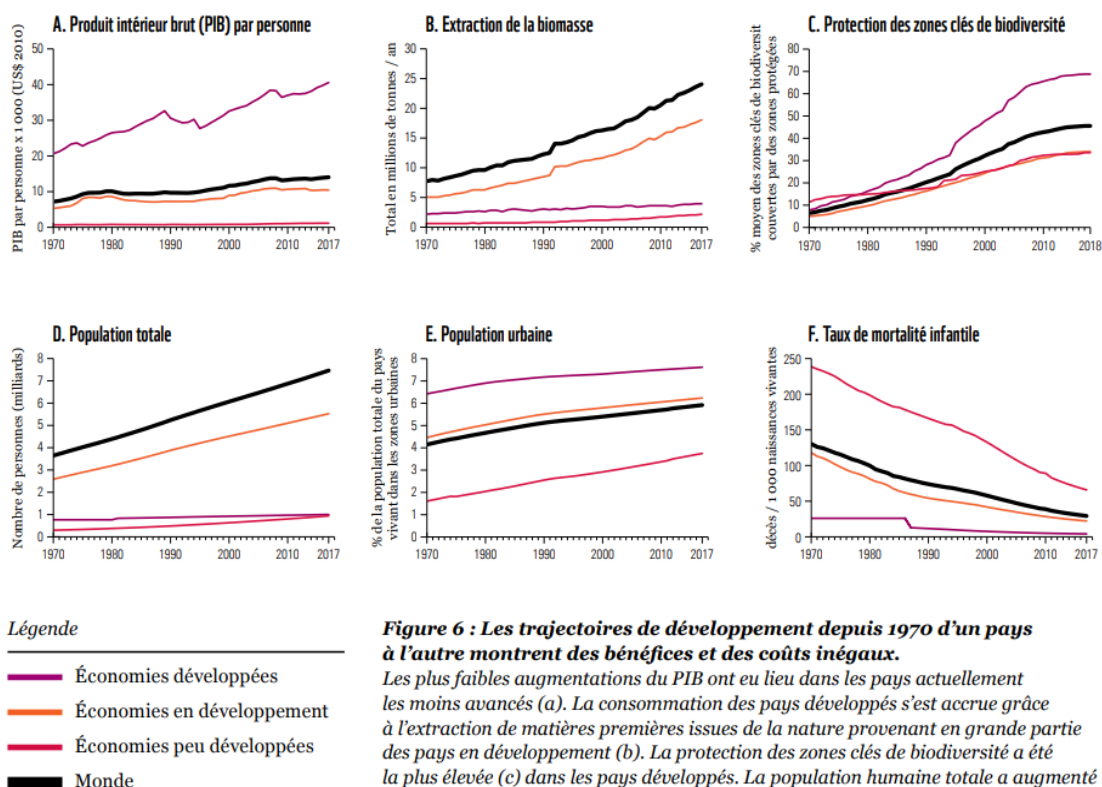 A. Produit intérieur brut (PIB) par personne
PIB par personne x 1 000 (US$ 2010)
50
40
30
20
10
0
1970 1980 1990 2000 2010 2017
B. Extraction de la biomasse
Total en millions de tonnes / an
30
25
20
15
10
5
0
1970 1980 1990 2000 2010 2017
C. Protection des zones clés de biodiversité
% moyen des zones clés de biodiversit
couvertes par des zones protégées
80
70
60
50
40
30
20
10
0
1970 1980 1990 2000 2010 2018
D. Population totale
Nombre de personnes (milliards)
8
7
6
5
4
3
2
1
0
1970 1980 1990 2000 2010 2017
E. Population urbaine
% de la population totale du pays
vivant dans les zones urbaines
8
7
6
5
4
3
2
1
0
1970 1980 1990 2000 2010 2017
F. Taux de mortalité infantile
décès / 1 000 naissances vivantes
250
200
150
100
50
0
1970 1980 1990 2000 2010 2017
Légende
Économies développées
Économies en développement
Économies peu développées
Monde
Figure 6 : Les trajectoires de développement depuis 1970 d’un pays
à l’autre montrent des bénéfices et des coûts inégaux.
Les plus faibles augmentations du PIB ont eu lieu dans les pays actuellement
les moins avancés (a). La consommation des pays développés s’est accrue grâce
à l’extraction de matières premières issues de la nature provenant en grande partie
des pays en développement (b). La protection des zones clés de biodiversité a été
la plus élevée (c) dans les pays développés. La population humaine totale a augmenté